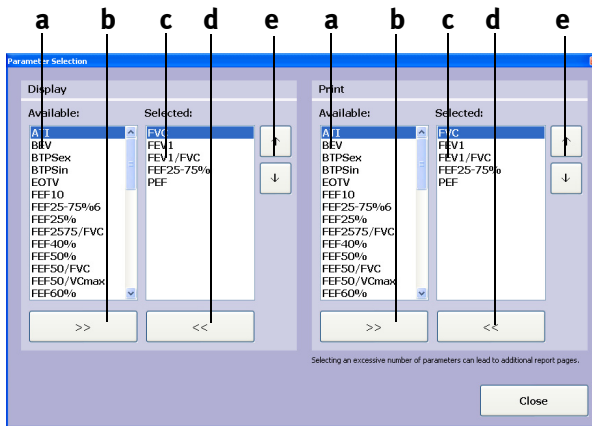 a b c d e a b c d e
Parameter Selection
Display
Available: Selected:
ATI
BEV
BTPSex
BTPSin
EOTV
FEF10
FEF25-75%6
FEF25%
FEF2575/FVC
FEF40%
FEF50%
FEF50/FVC
FEF50/VCmax
FEF60%
FVC
FEV1
FEV1/FVC
FEF25-75%
PEF
↑
↓
>> <<
Print
Available: Selected:
ATI
BEV
BTPSex
BTPSin
EOTV
FEF10
FEF25-75%6
FEF25%
FEF2575/FVC
FEF40%
FEF50%
FEF50/FVC
FEF50/VCmax
FEF60%
FVC
FEV1
FEV1/FVC
FEF25-75%
PEF
↑
↓
>> <<
Selecting an excessive number of parameters can lead to additional report pages.
Close